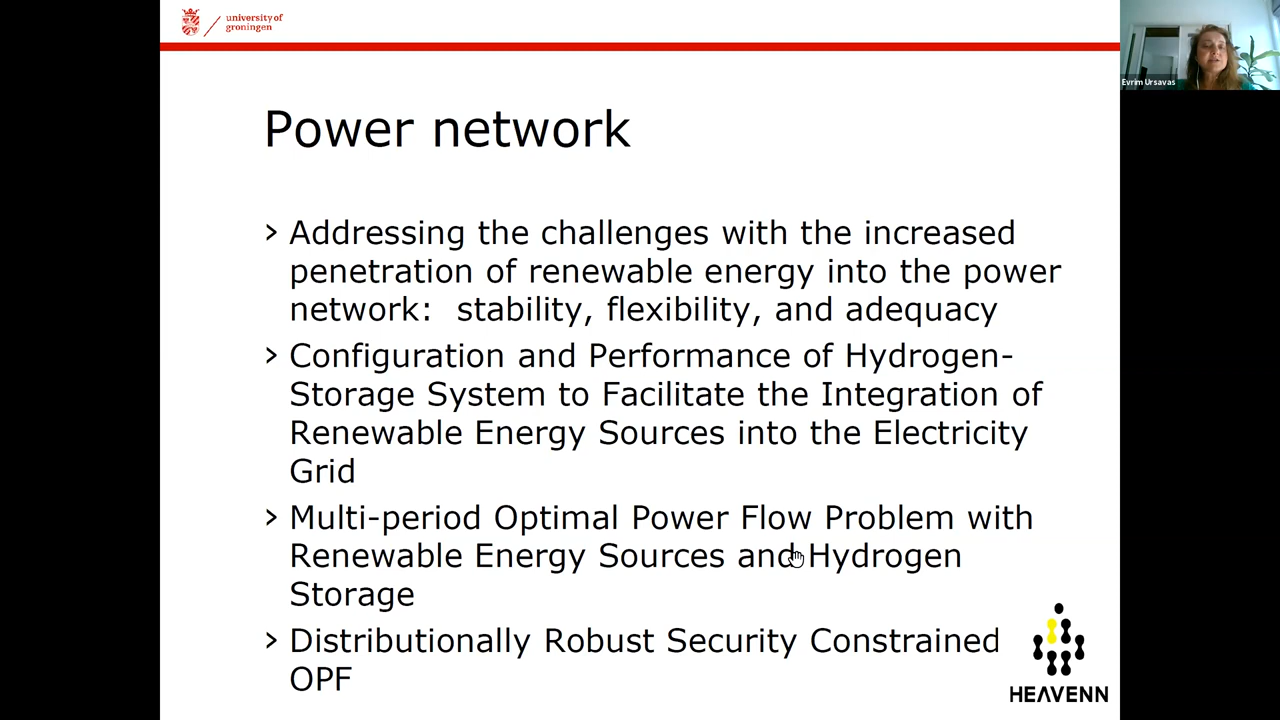 university of
groningen
Evrim Ursavas
Power network
› Addressing the challenges with the increased
penetration of renewable energy into the power
network:  stability, flexibility, and adequacy
› Configuration and Performance of Hydrogen-
Storage System to Facilitate the Integration of
Renewable Energy Sources into the Electricity
Grid
› Multi-period Optimal Power Flow Problem with
Renewable Energy Sources and Hydrogen
Storage
› Distributionally Robust Security Constrained
OPF
HEAVENN